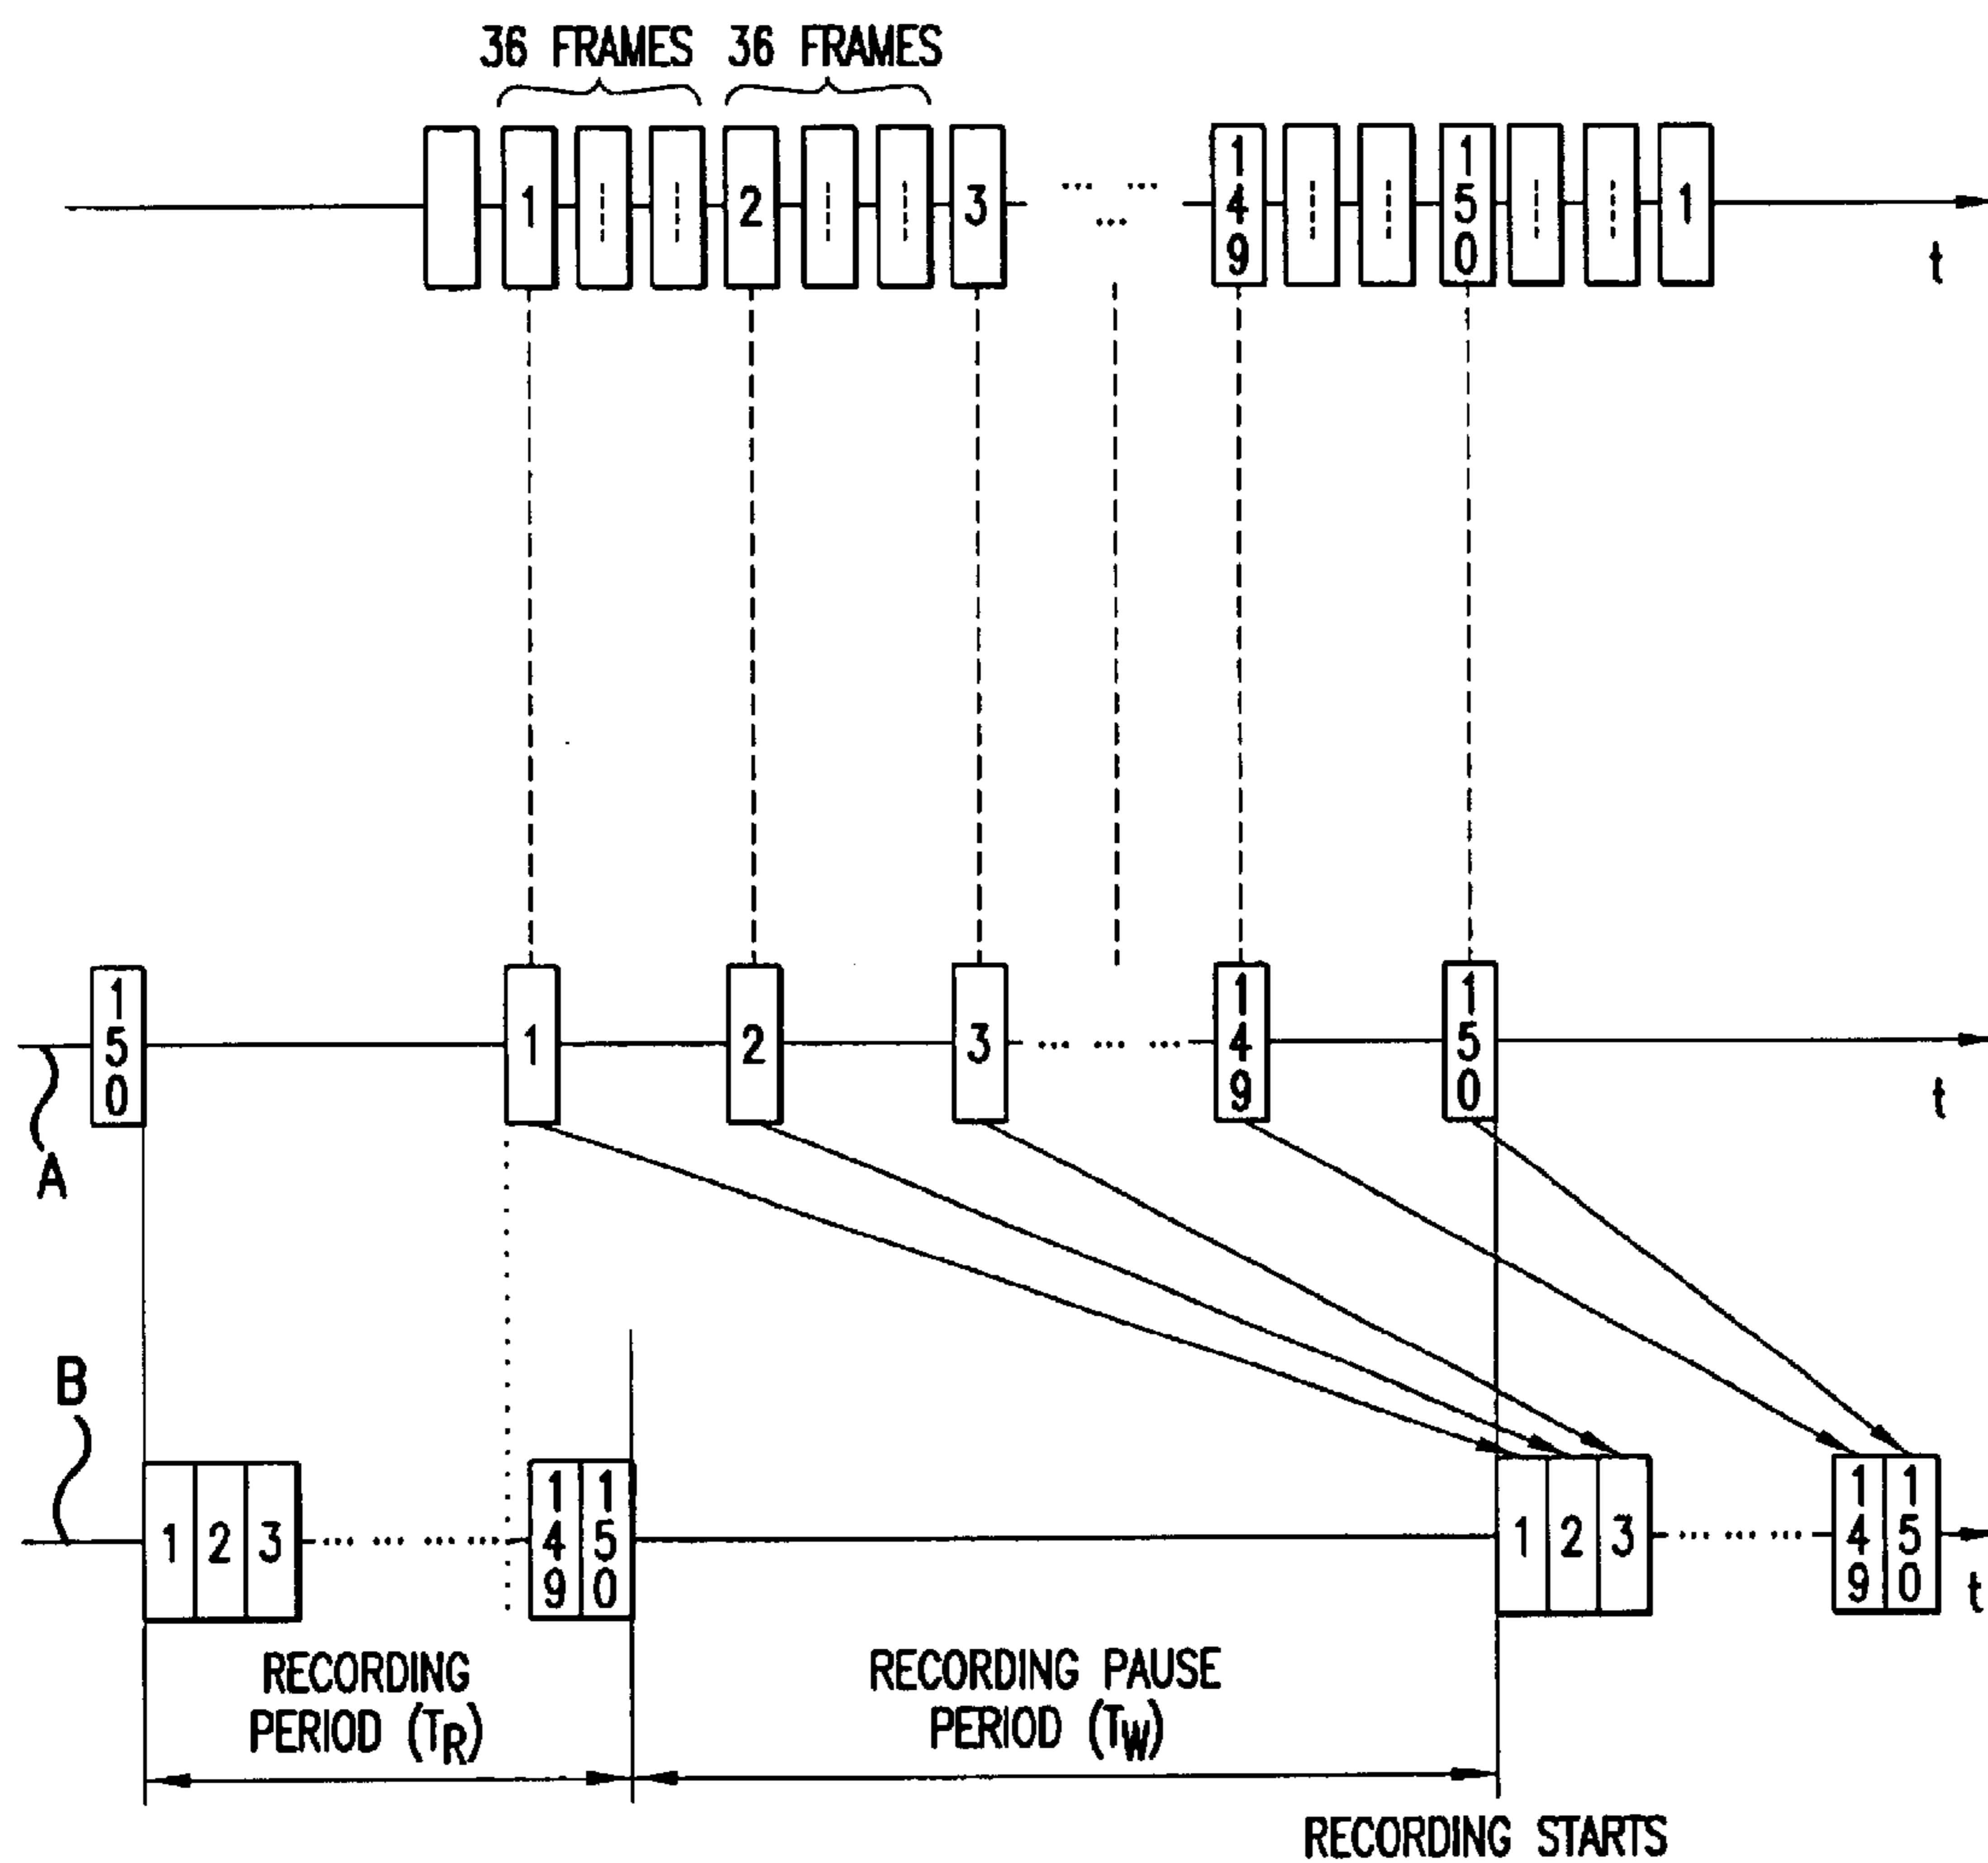 36 FRAMES 36 FRAMES
1 2 3 ... ... ... 149 150 1
t
150 1 2 3 ... ... ... 149 150
t
A
B
1 2 3 ... ... ... 149 150 1 2 3 ... ... ... 149 150
t
RECORDING
PERIOD (TR)
RECORDING PAUSE
PERIOD (TW)
RECORDING STARTS